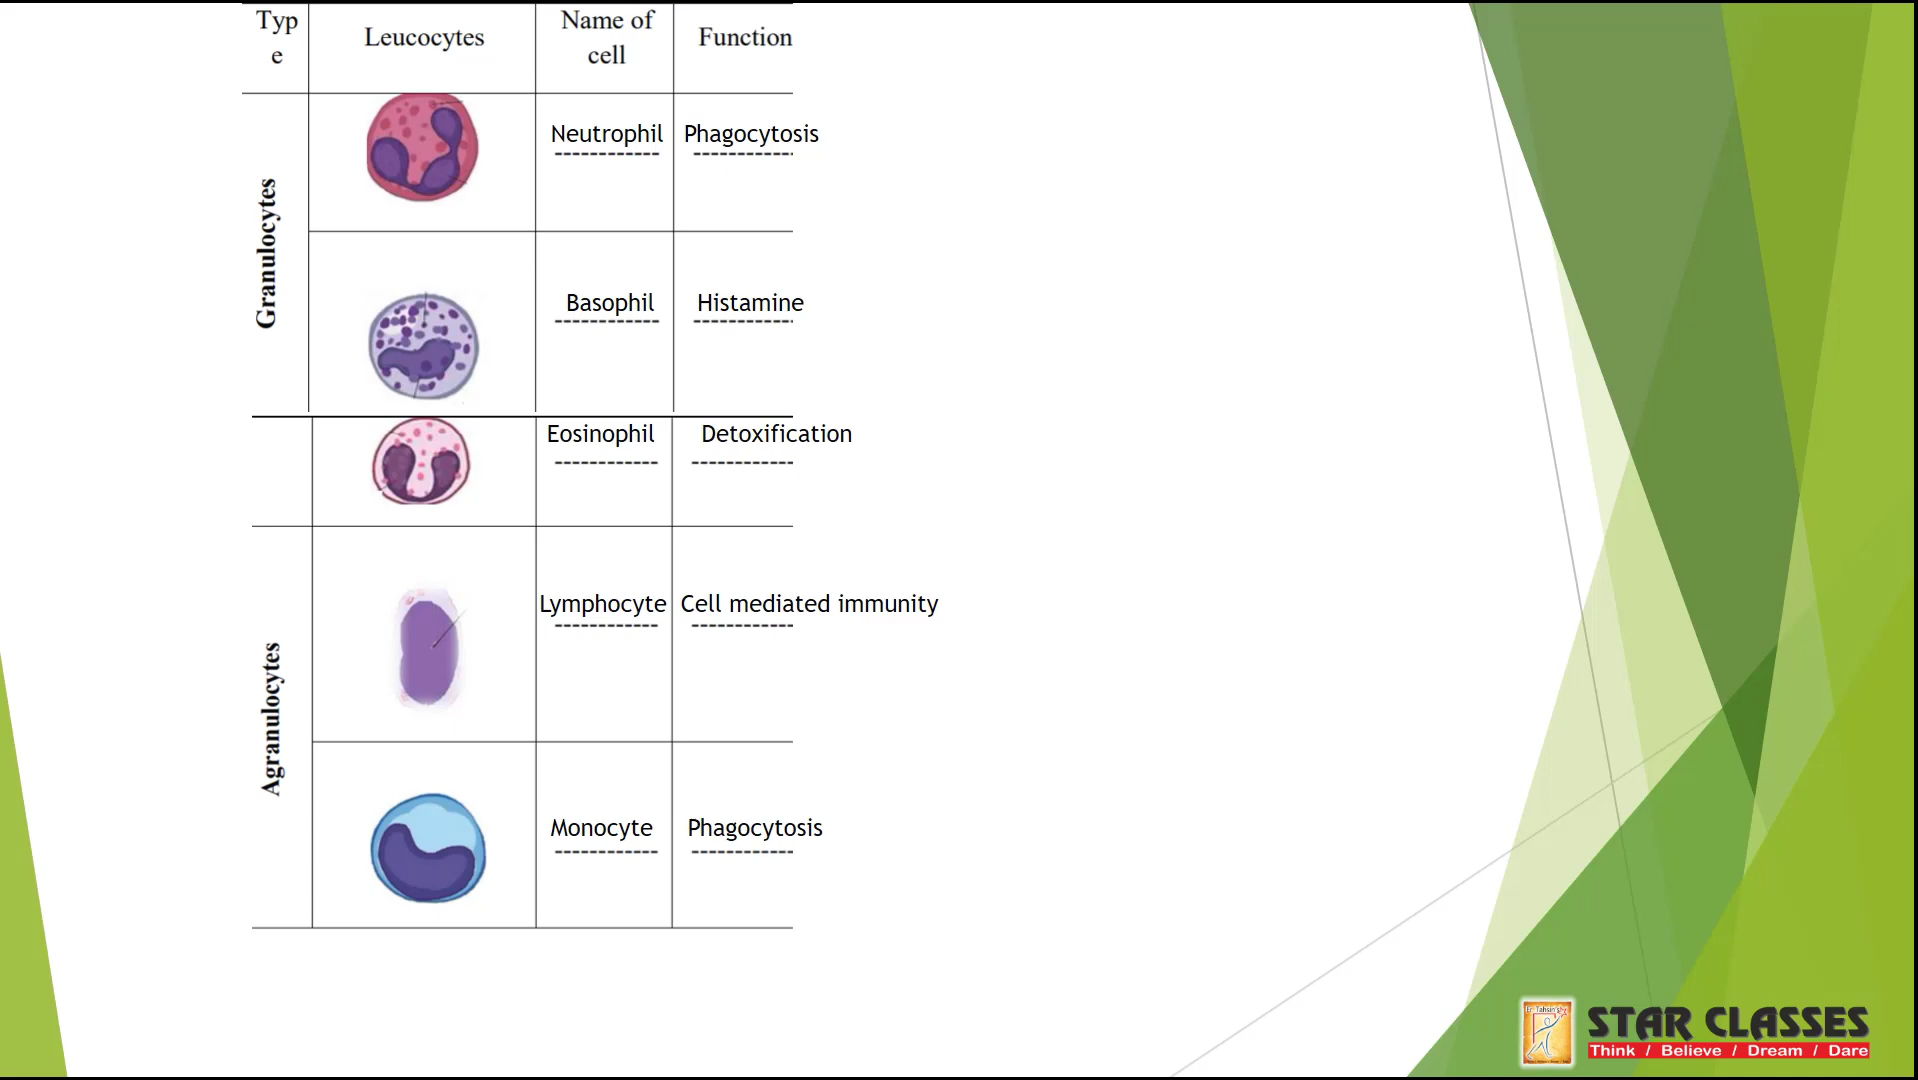 Typ
e
Leucocytes
Name of
cell
Function
Granulocytes
Neutrophil
Phagocytosis
Basophil
Histamine
Eosinophil
Detoxification
Agranulocytes
Lymphocyte
Cell mediated immunity
Monocyte
Phagocytosis
STAR CLASSES
Think / Believe / Dream / Dare